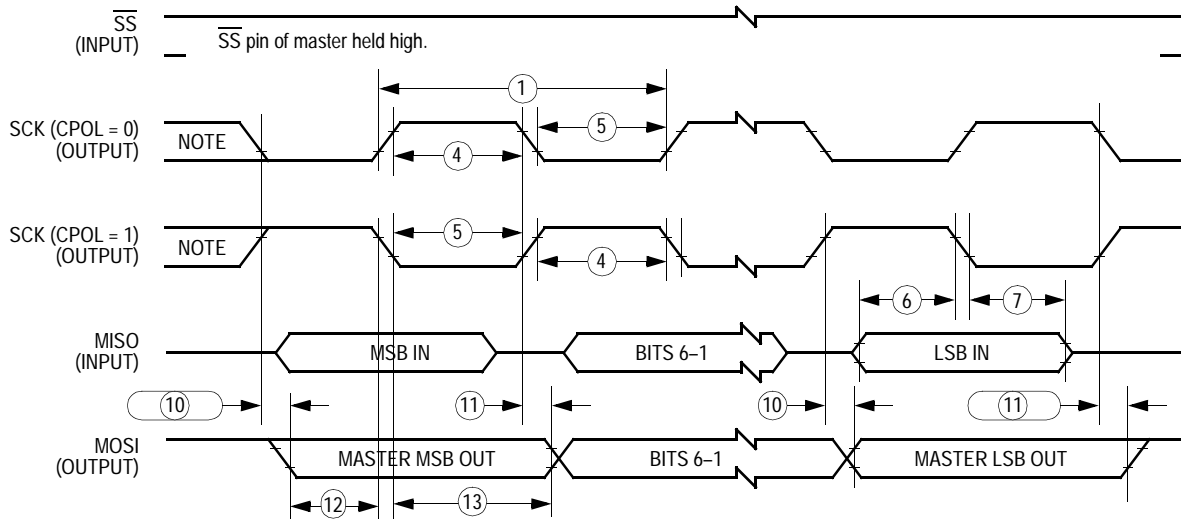 SS
(INPUT)
SS pin of master held high.
1
SCK (CPOL = 0)
(OUTPUT)
NOTE
5
4
SCK (CPOL = 1)
(OUTPUT)
NOTE
5
4
6
7
MISO
(INPUT)
MSB IN
BITS 6–1
LSB IN
10
11
10
11
MOSI
(OUTPUT)
MASTER MSB OUT
BITS 6–1
MASTER LSB OUT
12
13